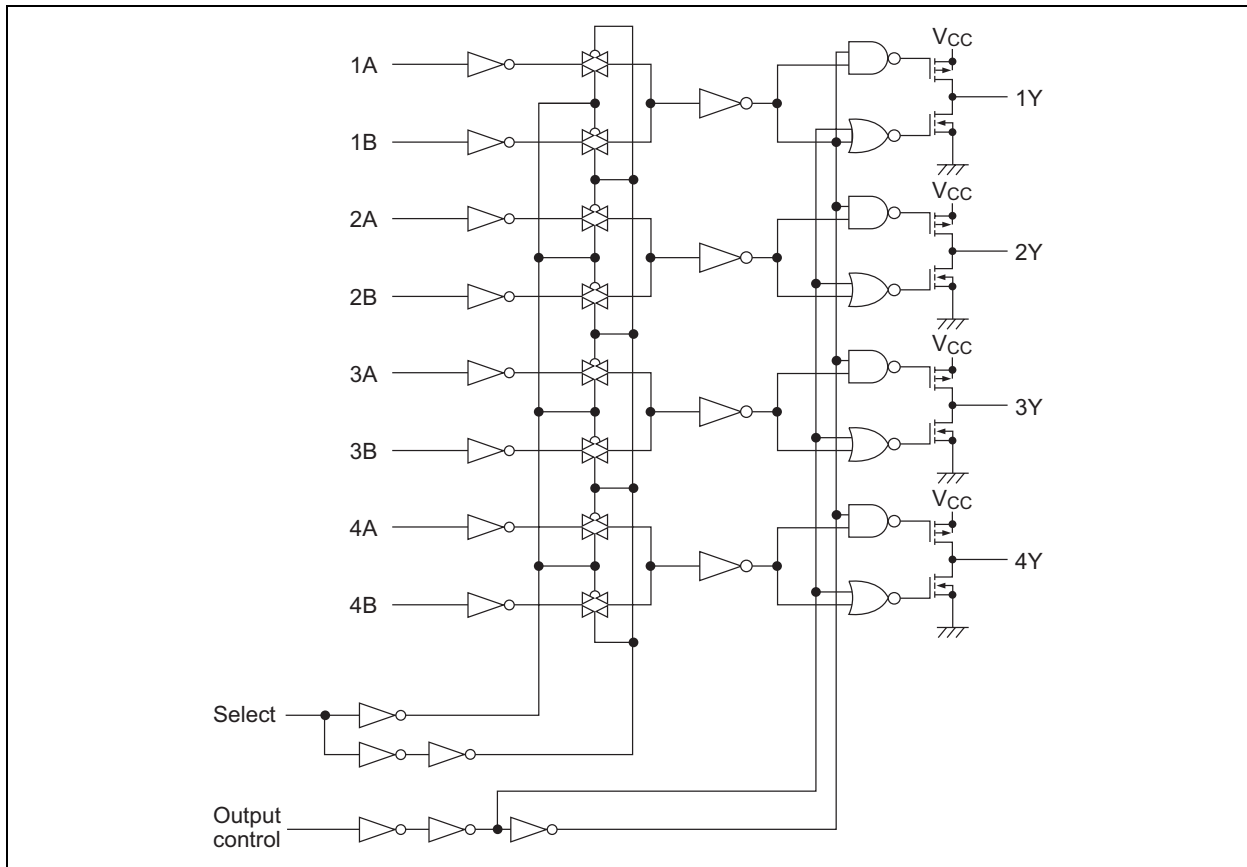 VCC
1A
1Y
1B
VCC
2A
2Y
2B
VCC
3A
3Y
3B
VCC
4A
4Y
4B
Select
Output
control